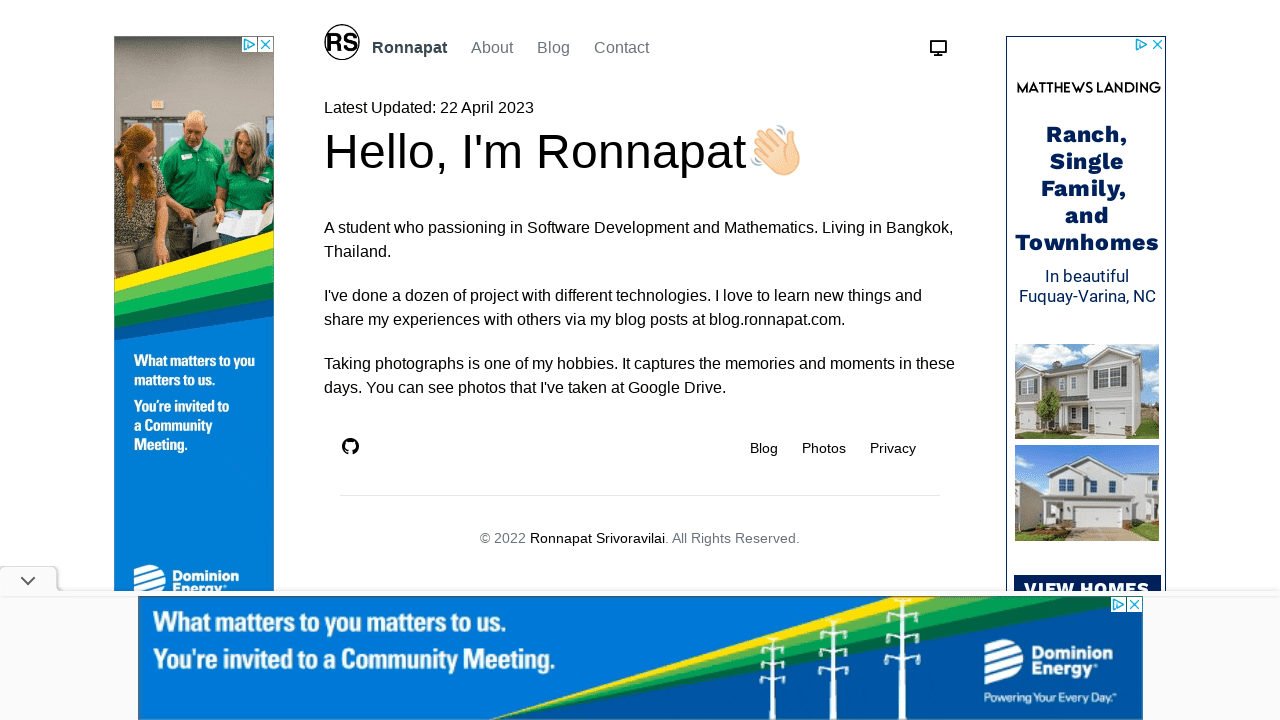 RS
Ronnapat About Blog Contact
Latest Updated: 22 April 2023
Hello, I'm Ronnapat👋🏻
A student who passioning in Software Development and Mathematics. Living in Bangkok,
Thailand.
I've done a dozen of project with different technologies. I love to learn new things and
share my experiences with others via my blog posts at blog.ronnapat.com.
Taking photographs is one of my hobbies. It captures the memories and moments in these
days. You can see photos that I've taken at Google Drive.
Blog Photos Privacy
© 2022 Ronnapat Srivoravilai. All Rights Reserved.
What matters to you
matters to us.
You're invited to
a Community
Meeting.
Dominion
Energy®
MATTHEWS LANDING
Ranch,
Single
Family,
and
Townhomes
In beautiful
Fuquay-Varina, NC
VIEW HOMES
What matters to you matters to us.
You're invited to a Community Meeting.
Dominion
Energy®
Powering Your Every Day.℠